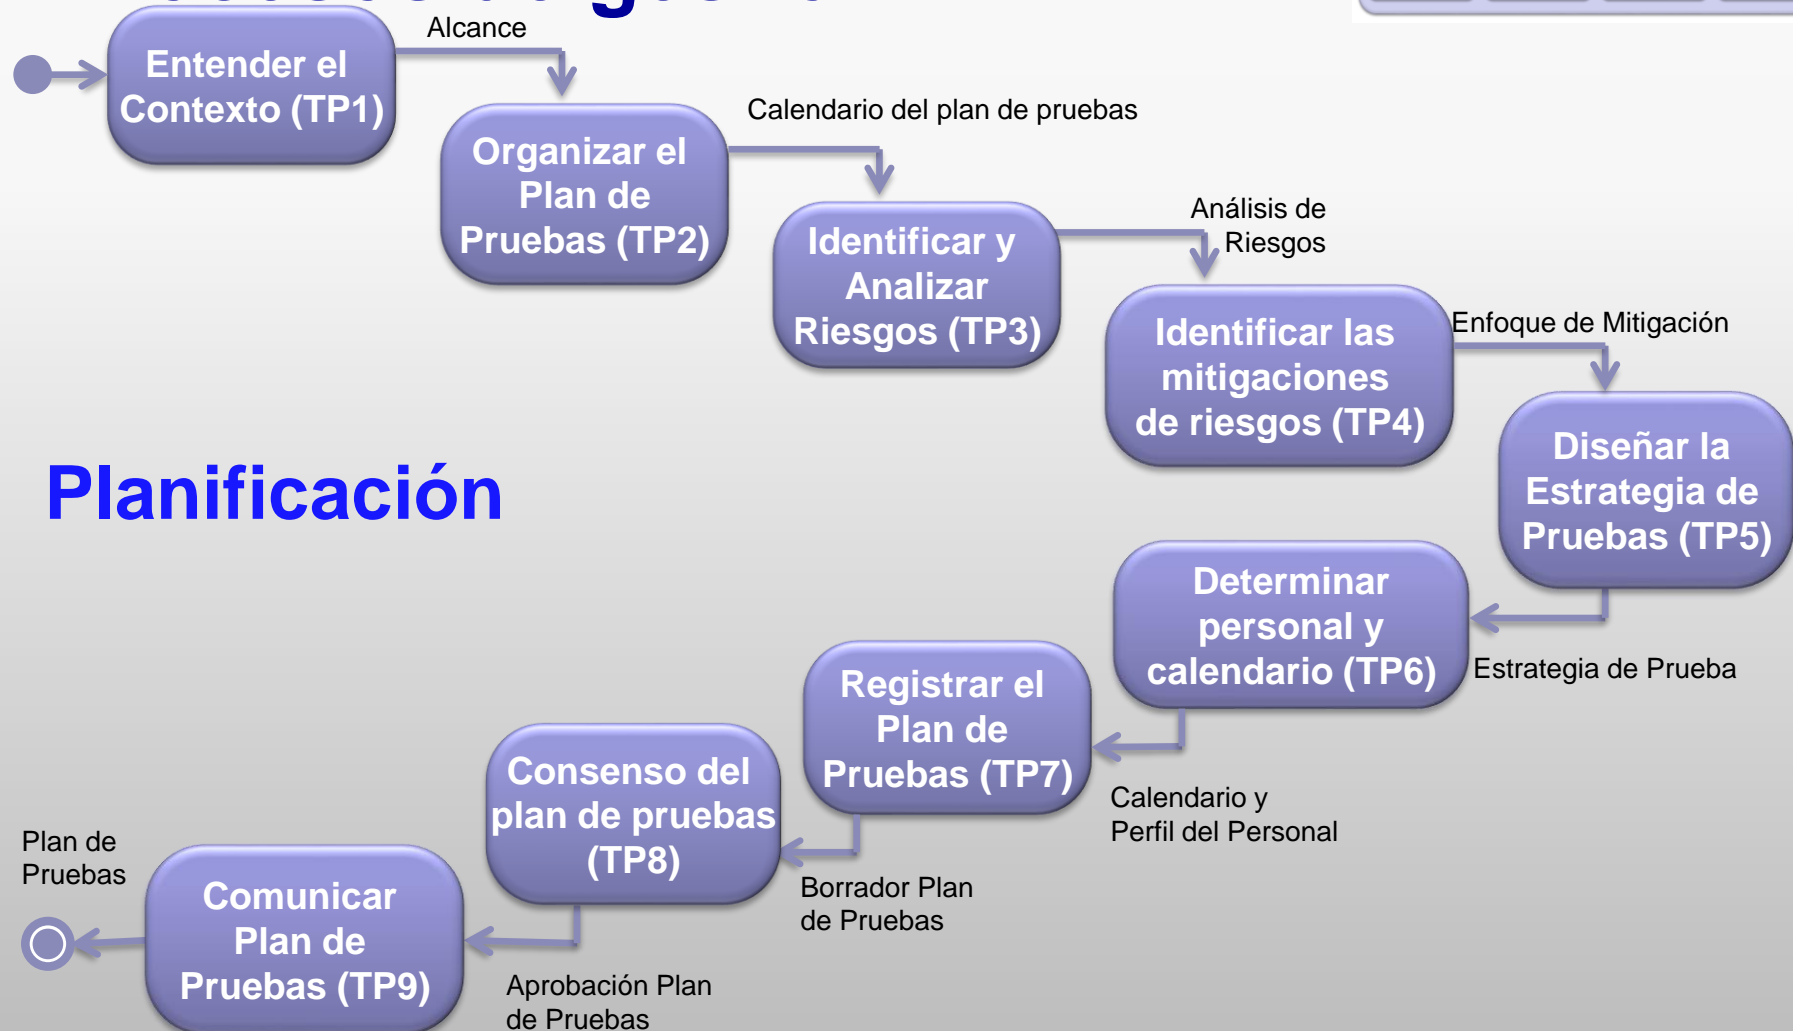 Alcance
Entender el
Contexto (TP1)
Calendario del plan de pruebas
Organizar el
Plan de
Pruebas (TP2)
Análisis de
Riesgos
Identificar y
Analizar
Riesgos (TP3)
Enfoque de Mitigación
Identificar las
mitigaciones
de riesgos (TP4)
Diseñar la
Estrategia de
Pruebas (TP5)
Planificación
Estrategia de Prueba
Determinar
personal y
calendario (TP6)
Calendario y
Perfil del Personal
Registrar el
Plan de
Pruebas (TP7)
Borrador Plan
de Pruebas
Consenso del
plan de pruebas
(TP8)
Aprobación Plan
de Pruebas
Comunicar
Plan de
Pruebas (TP9)
Plan de
Pruebas